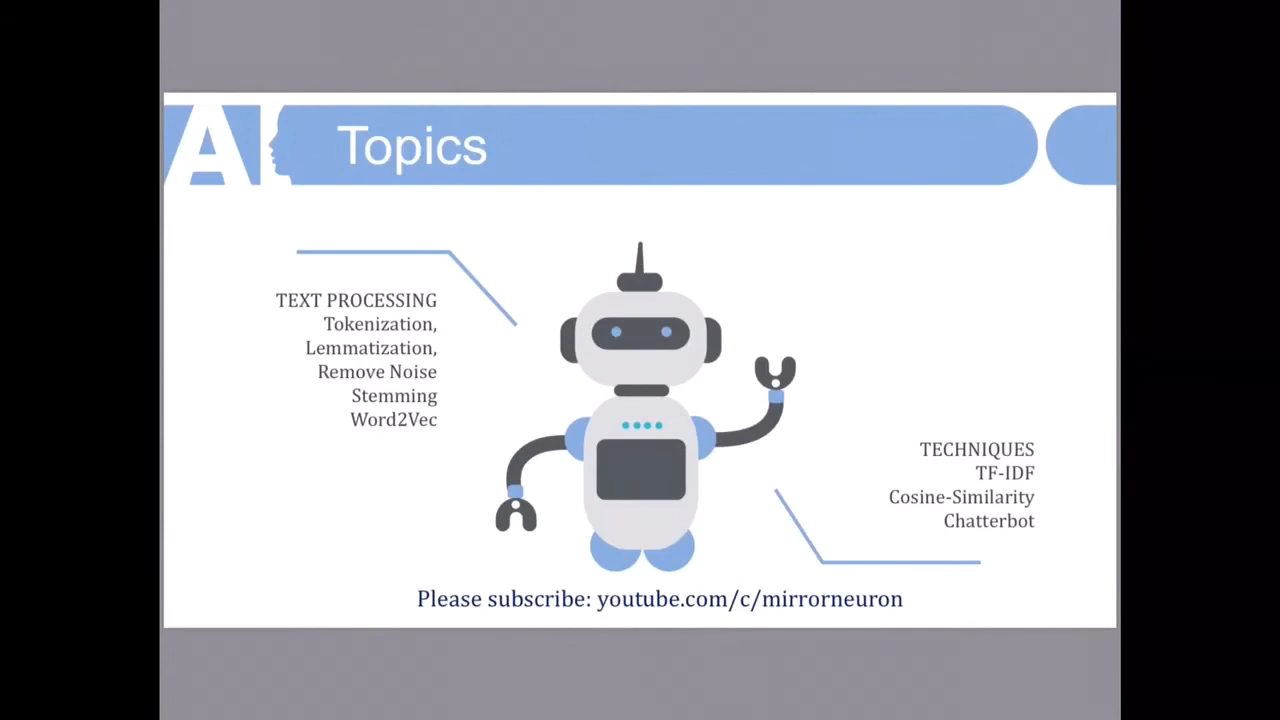 AI
Topics
TEXT PROCESSING
Tokenization,
Lemmatization,
Remove Noise
Stemming
Word2Vec
TECHNIQUES
TF-IDF
Cosine-Similarity
Chatterbot
Please subscribe: youtube.com/c/mirrorneuron